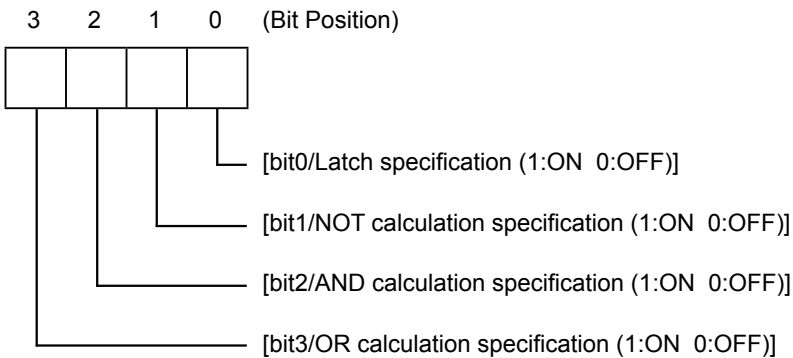 3 2 1 0 (Bit Position)
[bit0/Latch specification (1:ON 0:OFF)]
[bit1/NOT calculation specification (1:ON 0:OFF)]
[bit2/AND calculation specification (1:ON 0:OFF)]
[bit3/OR calculation specification (1:ON 0:OFF)]